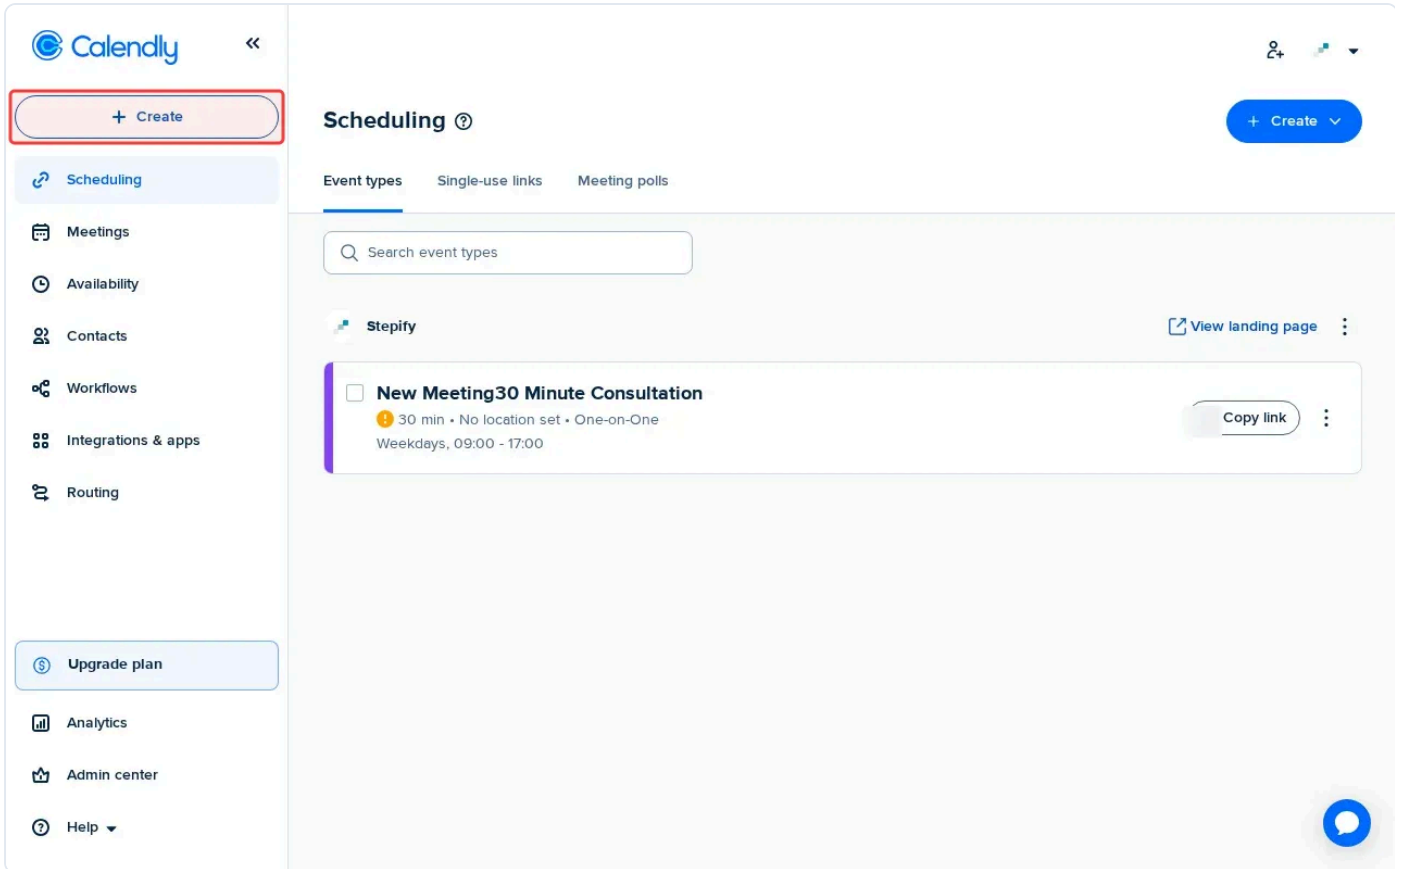 Calendly
+ Create
Scheduling
Meetings
Availability
Contacts
Workflows
Integrations & apps
Routing
Upgrade plan
Analytics
Admin center
Help
Scheduling
+ Create
Event types
Single-use links
Meeting polls
Search event types
Stepify
View landing page
New Meeting30 Minute Consultation
30 min • No location set • One-on-One
Weekdays, 09:00 - 17:00
Copy link